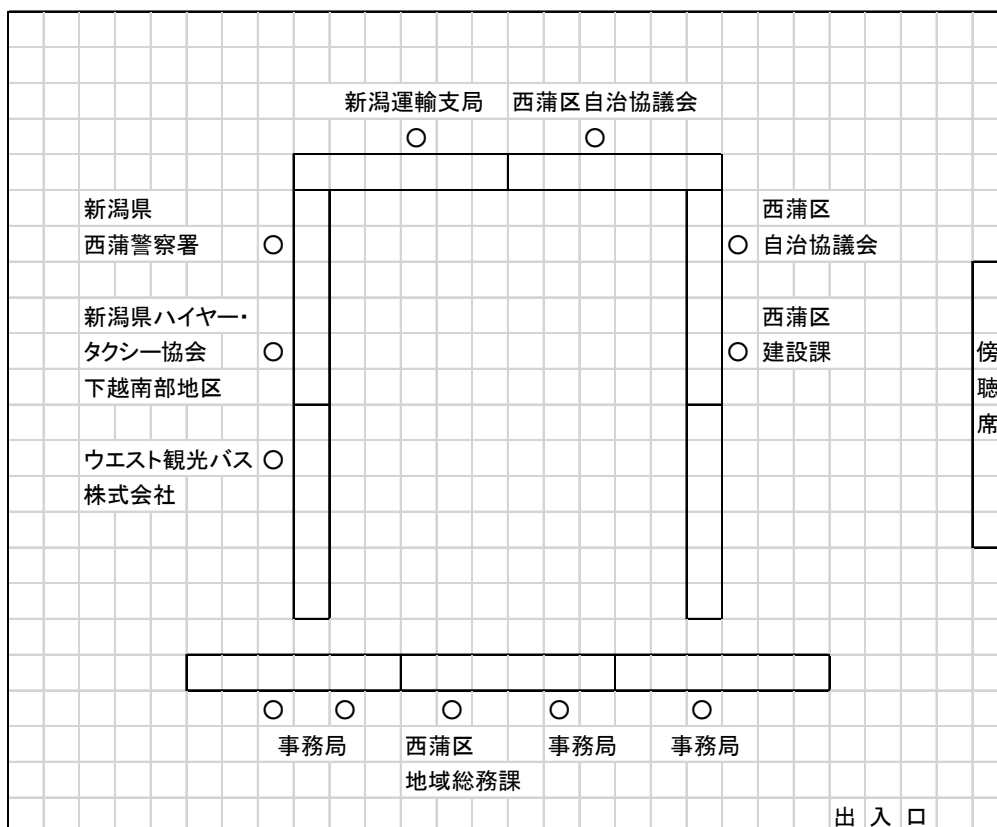 新潟運輸支局
西蒲区自治協議会
新潟県
西蒲警察署
西蒲区
自治協議会
新潟県ハイヤー・
タクシー協会
下越南部地区
西蒲区
建設課
傍
聴
席
ウエスト観光バス
株式会社
事務局
西蒲区
地域総務課
事務局
事務局
出入口